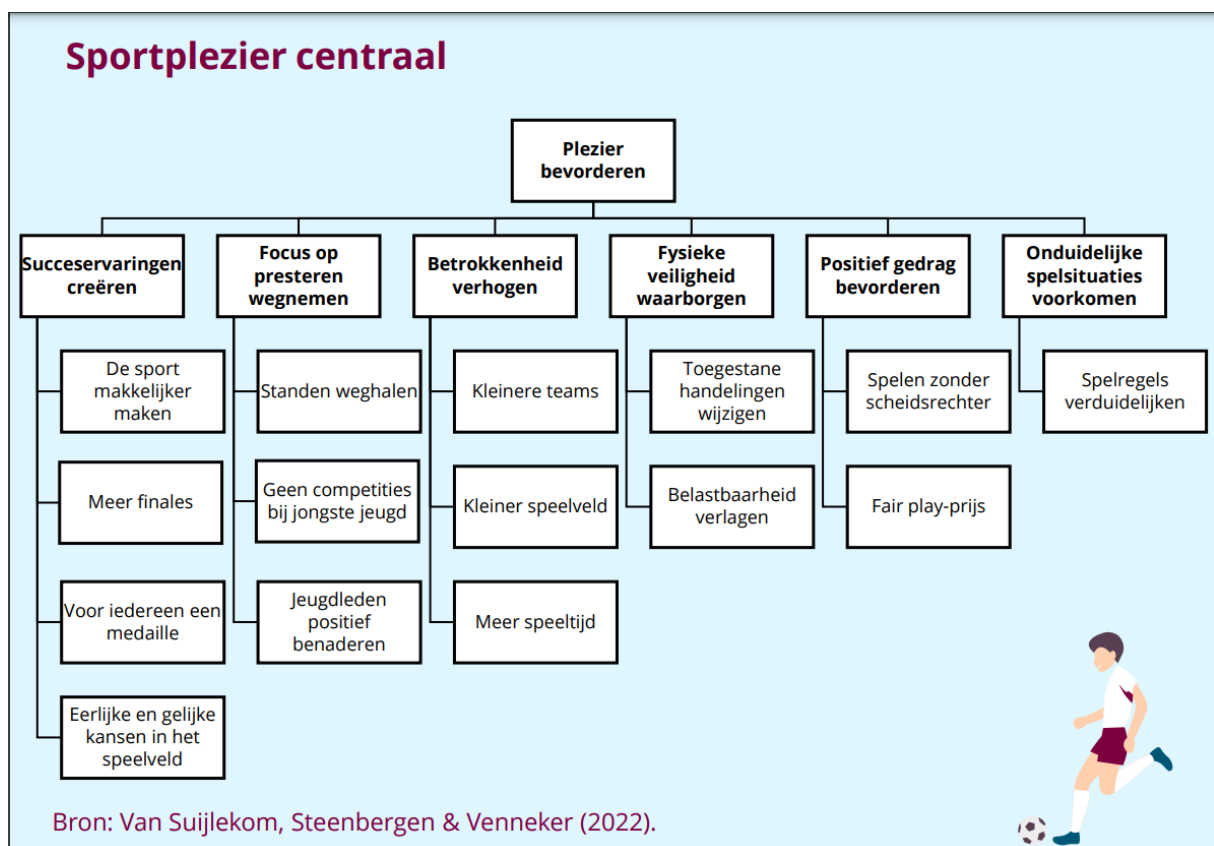 Sportplezier centraal
Plezier
bevorderen
Succeservaringen
creëren
Focus op
presteren
wegnemen
Betrokkenheid
verhogen
Fysieke
veiligheid
waarborgen
Positief gedrag
bevorderen
Onduidelijke
spelsituaties
voorkomen
De sport
makkelijker
maken
Standen weghalen
Kleinere teams
Toegestane
handelingen
wijzigen
Spelen zonder
scheidsrechter
Spelregels
verduidelijken
Meer finales
Geen competities
bij jongste jeugd
Kleiner speelveld
Belastbaarheid
verlagen
Fair play-prijs
Voor iedereen een
medaille
Jeugdleden
positief
benaderen
Meer speeltijd
Eerlijke en gelijke
kansen in het
speelveld
Bron: Van Suijlekom, Steenbergen & Venneker (2022).